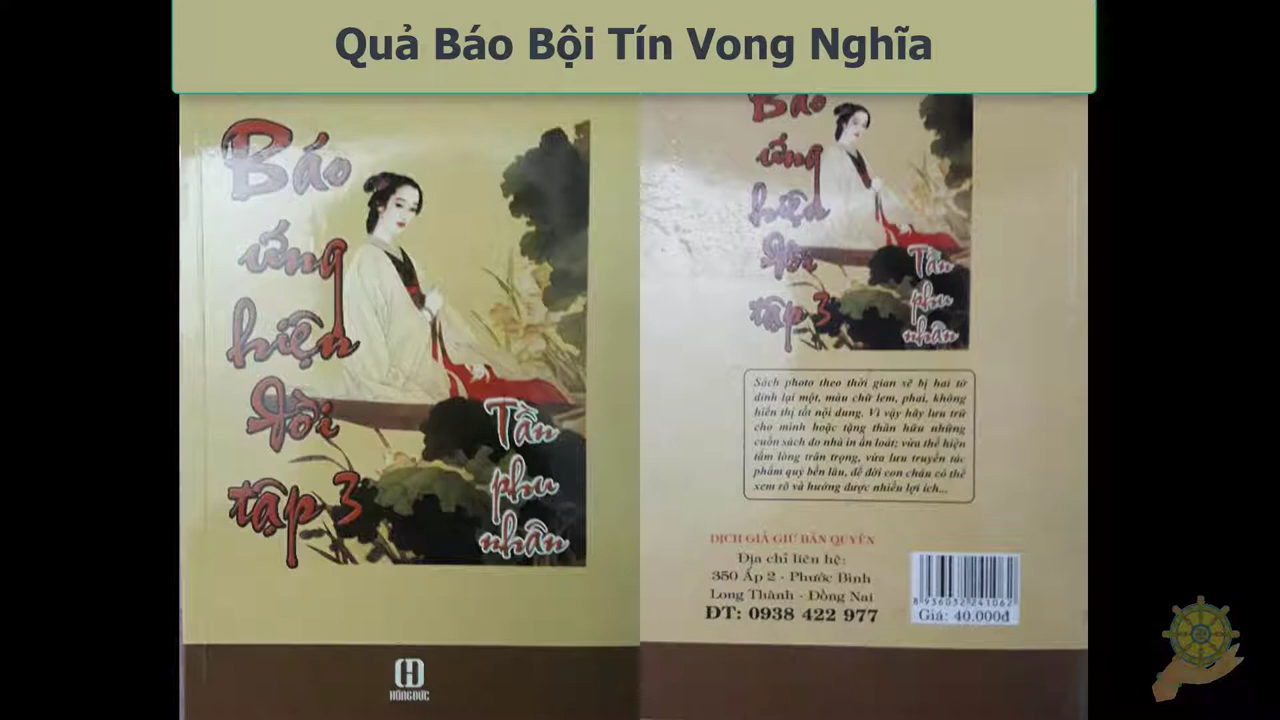 Quả Báo Bội Tín Vong Nghĩa
Báo
ứng
hiện
đời
tập 3
Tần
phu
nhân
HỒNG ĐỨC
Báo
ứng
hiện
đời
tập 3
Tần
phu
nhân
Sách photo theo thời gian sẽ bị hai tờ
dính lại một, màu chữ lem, phai, không
hiển thị tốt nội dung. Vì vậy hãy lưu trữ
cho mình hoặc tặng thân hữu những
cuốn sách do nhà in ấn loát; vừa thể hiện
tấm lòng trân trọng, vừa lưu truyền tác
phẩm quý bền lâu, để đời con cháu có thể
xem rõ và hưởng được nhiều lợi ích...
DỊCH GIẢ GIỮ BẢN QUYỀN
Địa chỉ liên hệ:
350 Ấp 2 - Phước Bình
Long Thành - Đồng Nai
ĐT: 0938 422 977
8 936032 241062
Giá: 40.000đ